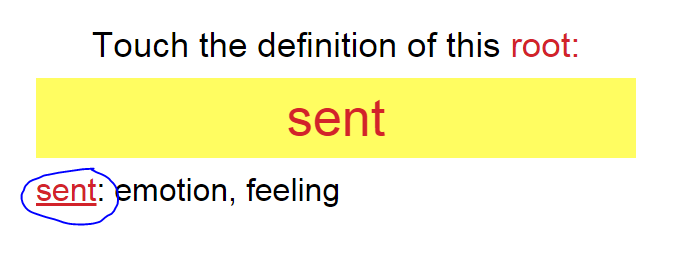 Touch the definition of this root:
sent
sent: emotion, feeling